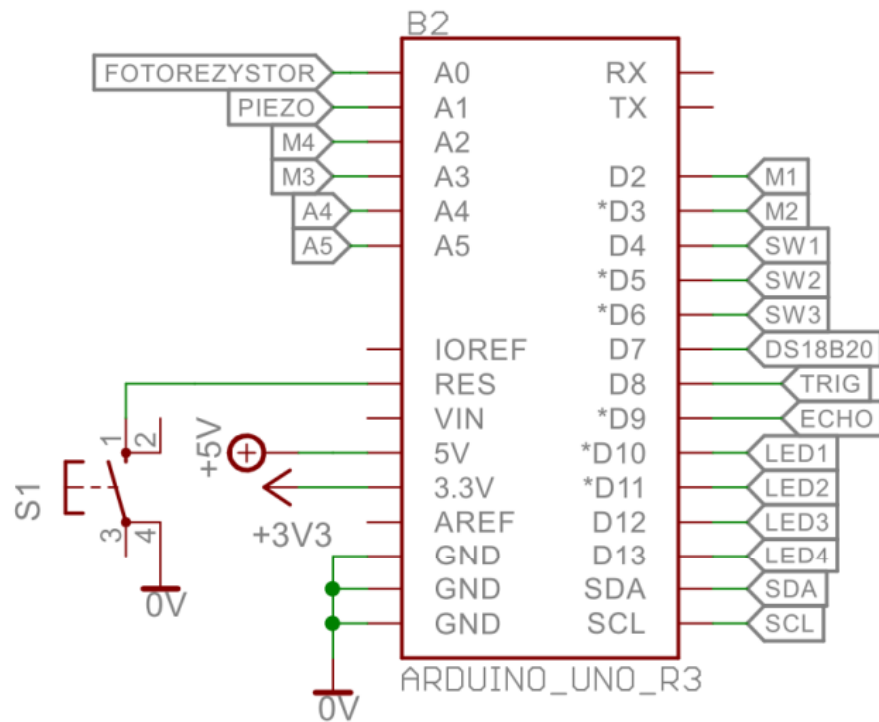 B2
FOTOREZYSTOR
PIEZO
M4
M3
A4
A5
A0
A1
A2
A3
A4
A5
IOREF
RES
VIN
5V
3.3V
AREF
GND
GND
GND
RX
TX
D2
*D3
D4
*D5
*D6
D7
D8
*D9
*D10
*D11
D12
D13
SDA
SCL
M1
M2
SW1
SW2
SW3
DS18B20
TRIG
ECHO
LED1
LED2
LED3
LED4
SDA
SCL
1
2
3
4
S1
+5V
+3V3
0V
0V
ARDUINO_UNO_R3